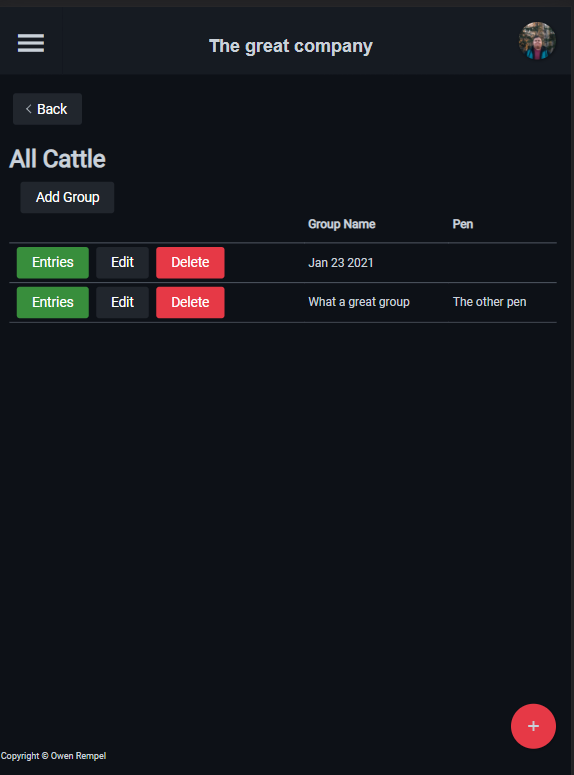 The great company
Back
All Cattle
Add Group
Group Name Pen
Entries Edit Delete Jan 23 2021
Entries Edit Delete What a great group The other pen
+
Copyright © Owen Rempel